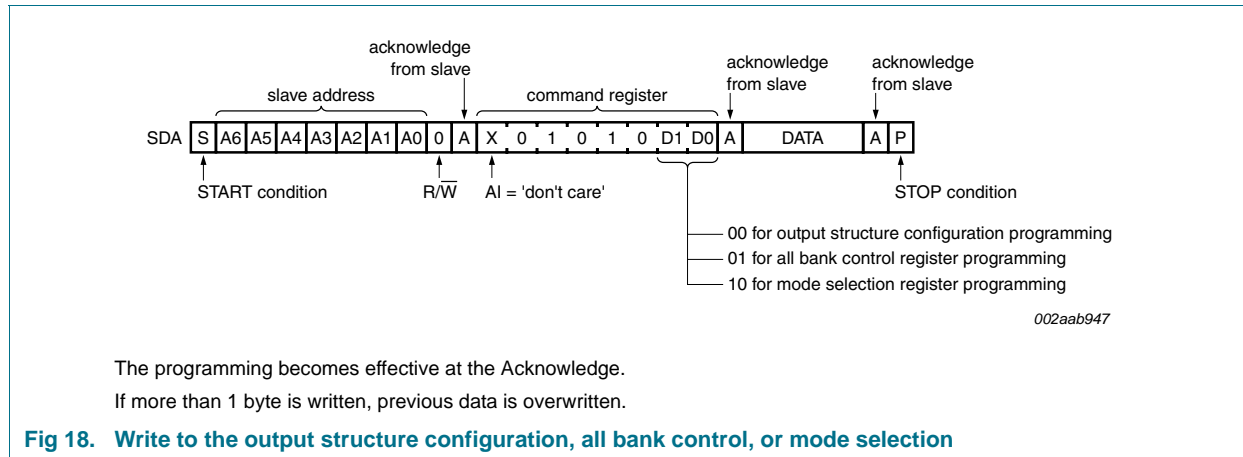 acknowledge
from slave
acknowledge
from slave
acknowledge
from slave
slave address
command register
SDA S A6 A5 A4 A3 A2 A1 A0 0 A X 0 1 0 1 0 D1 D0 A DATA A P
START condition
R/W̅
AI = 'don't care'
STOP condition
00 for output structure configuration programming
01 for all bank control register programming
10 for mode selection register programming
002aab947
The programming becomes effective at the Acknowledge.
If more than 1 byte is written, previous data is overwritten.
Fig 18. Write to the output structure configuration, all bank control, or mode selection